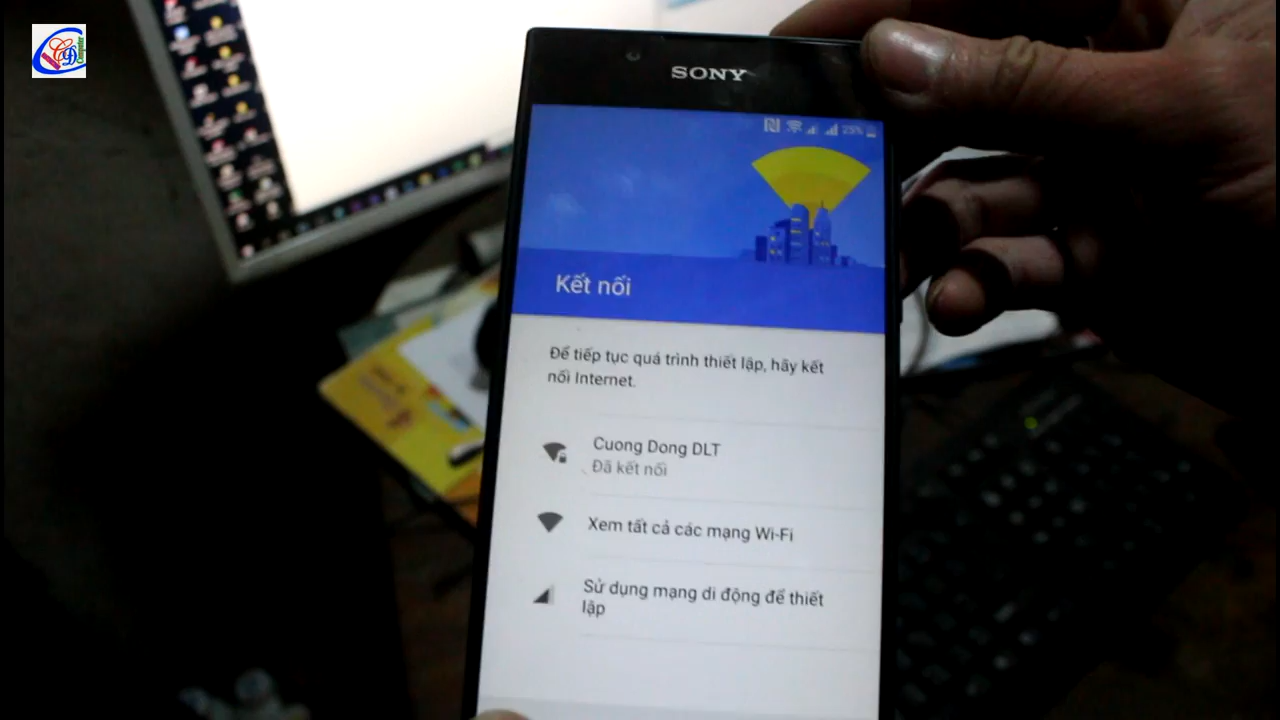 SONY
25%
Kết nối
Để tiếp tục quá trình thiết lập, hãy kết
nối Internet.
Cuong Dong DLT
Đã kết nối
Xem tất cả các mạng Wi-Fi
Sử dụng mạng di động để thiết
lập
Computer